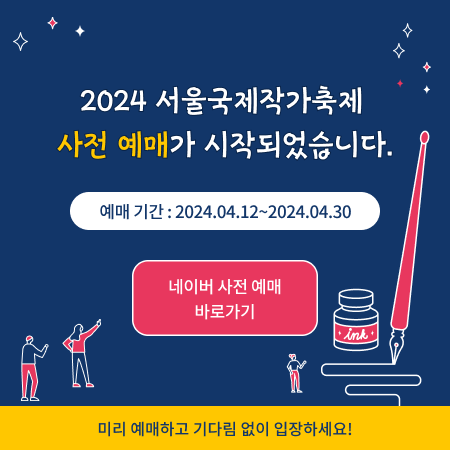 2024 서울국제작가축제
사전 예매가 시작되었습니다.
예매 기간 : 2024.04.12~2024.04.30
네이버 사전 예매
바로가기
ink
미리 예매하고 기다림 없이 입장하세요!